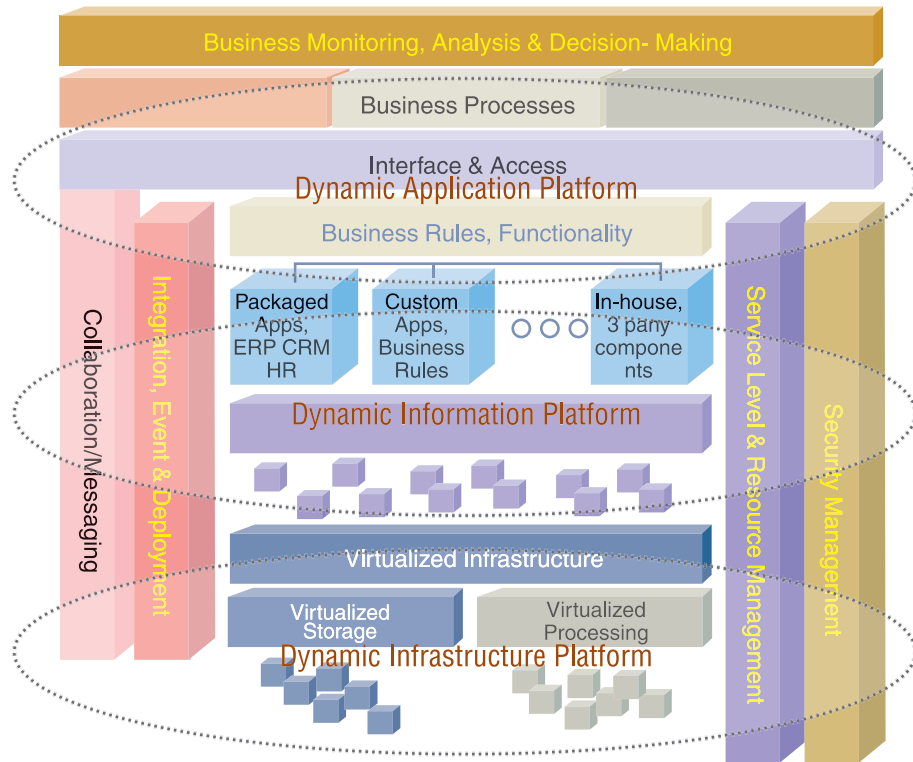 Business Monitoring, Analysis & Decision- Making
Business Processes
Interface & Access
Dynamic Application Platform
Business Rules, Functionality
Packaged
Apps,
ERP CRM
HR
Custom
Apps,
Business
Rules
In-house,
3 pany
compone
nts
Dynamic Information Platform
Virtualized Infrastructure
Virtualized
Storage
Virtualized
Processing
Dynamic Infrastructure Platform
Collaboration/Messaging
Integration, Event & Deployment
Service Level & Resource Management
Security Management